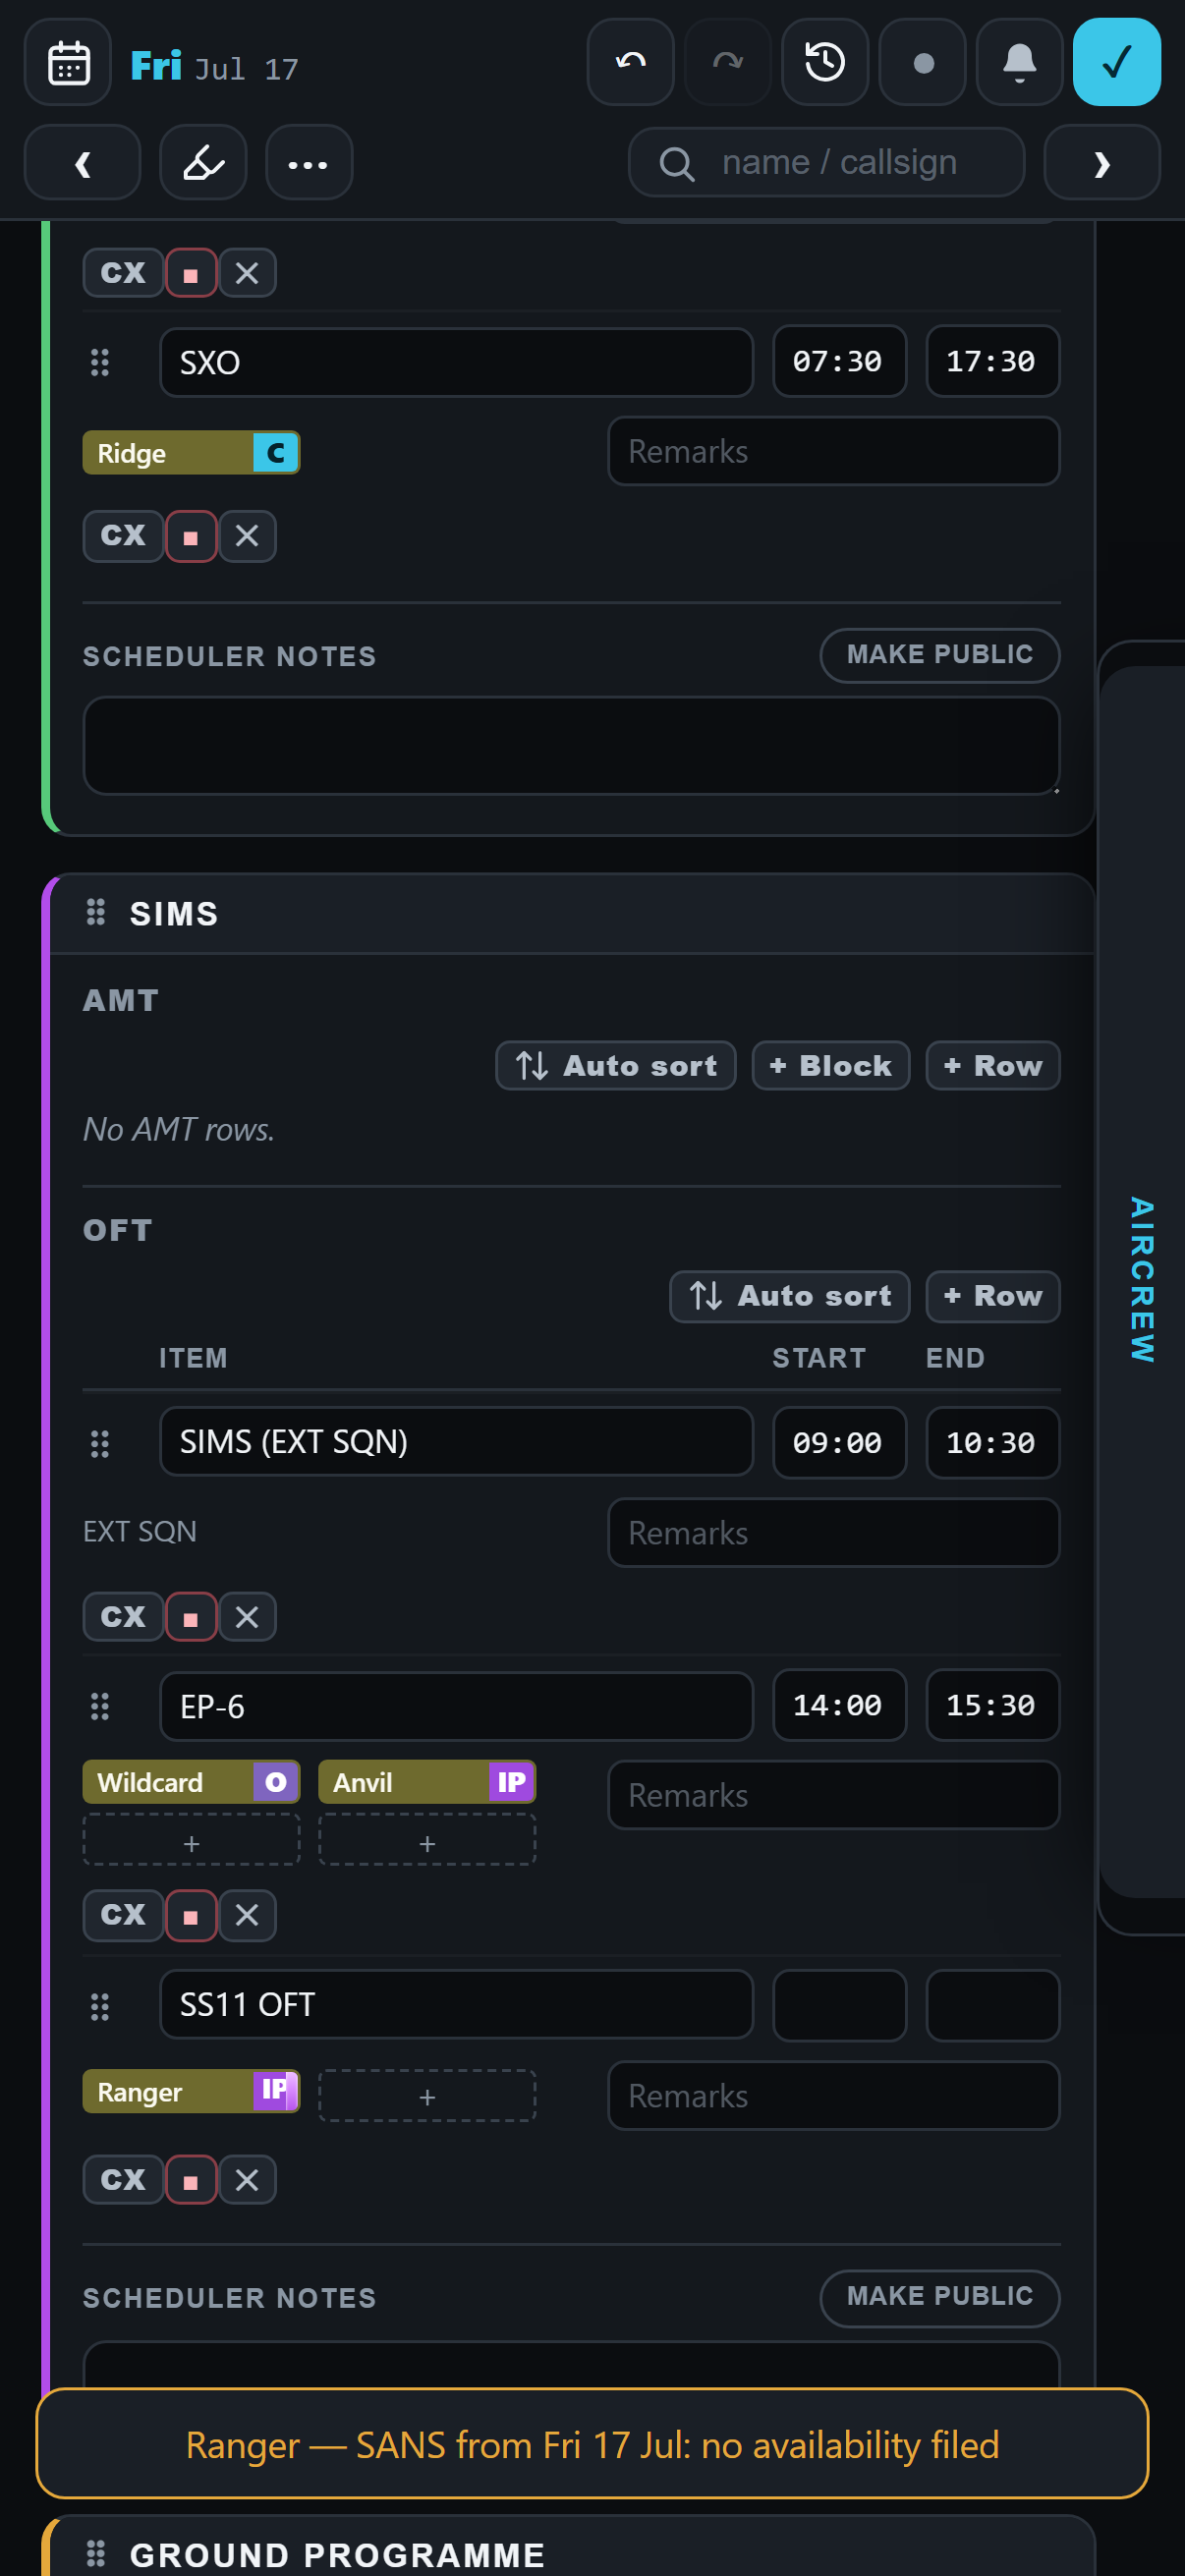 Fri Jul 17
name / callsign
CX
SXO 07:30 17:30
Ridge C Remarks
CX
SCHEDULER NOTES MAKE PUBLIC
SIMS
AMT
Auto sort + Block + Row
No AMT rows.
OFT
Auto sort + Row
ITEM START END
SIMS (EXT SQN) 09:00 10:30
EXT SQN Remarks
CX
EP-6 14:00 15:30
Wildcard O Anvil IP Remarks
+ +
CX
SS11 OFT
Ranger IP + Remarks
CX
SCHEDULER NOTES MAKE PUBLIC
Ranger — SANS from Fri 17 Jul: no availability filed
GROUND PROGRAMME
AIRCREW